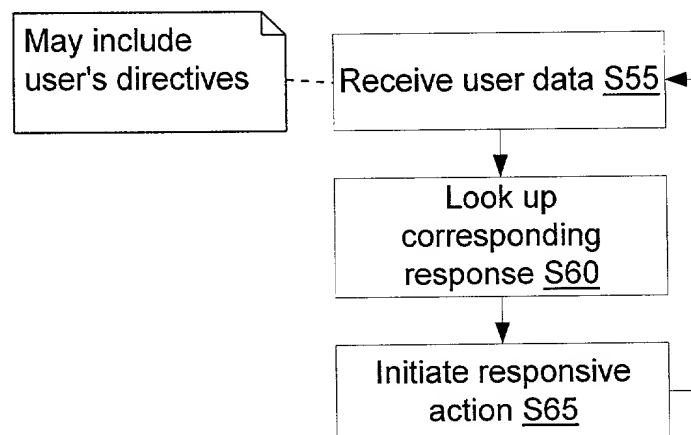 May include
user's directives
Receive user data S55
Look up
corresponding
response S60
Initiate responsive
action S65